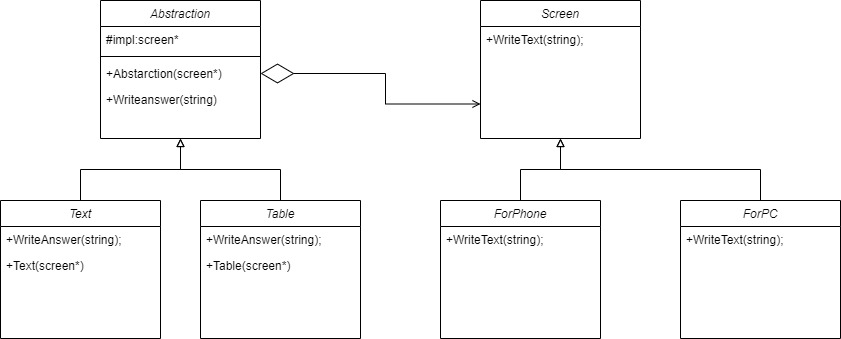 Abstraction
#impl:screen*
+Abstarction(screen*)
+Writeanswer(string)
Screen
+WriteText(string);
Text
+WriteAnswer(string);
+Text(screen*)
Table
+WriteAnswer(string);
+Table(screen*)
ForPhone
+WriteText(string);
ForPC
+WriteText(string);